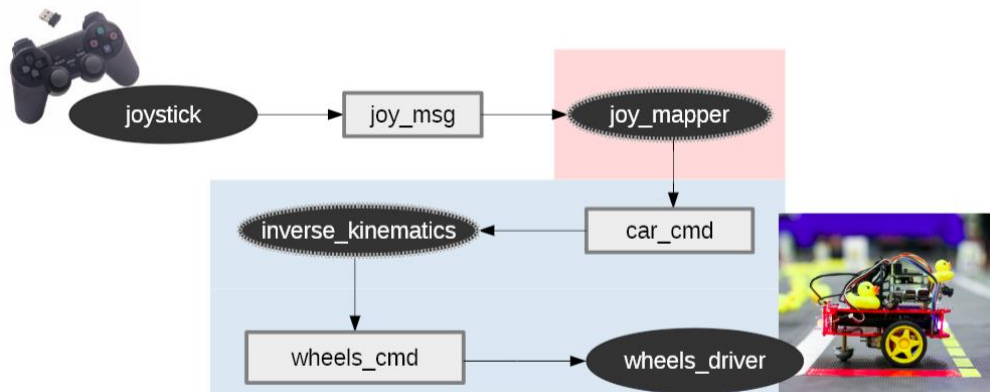 joystick
joy_msg
joy_mapper
inverse_kinematics
car_cmd
wheels_cmd
wheels_driver